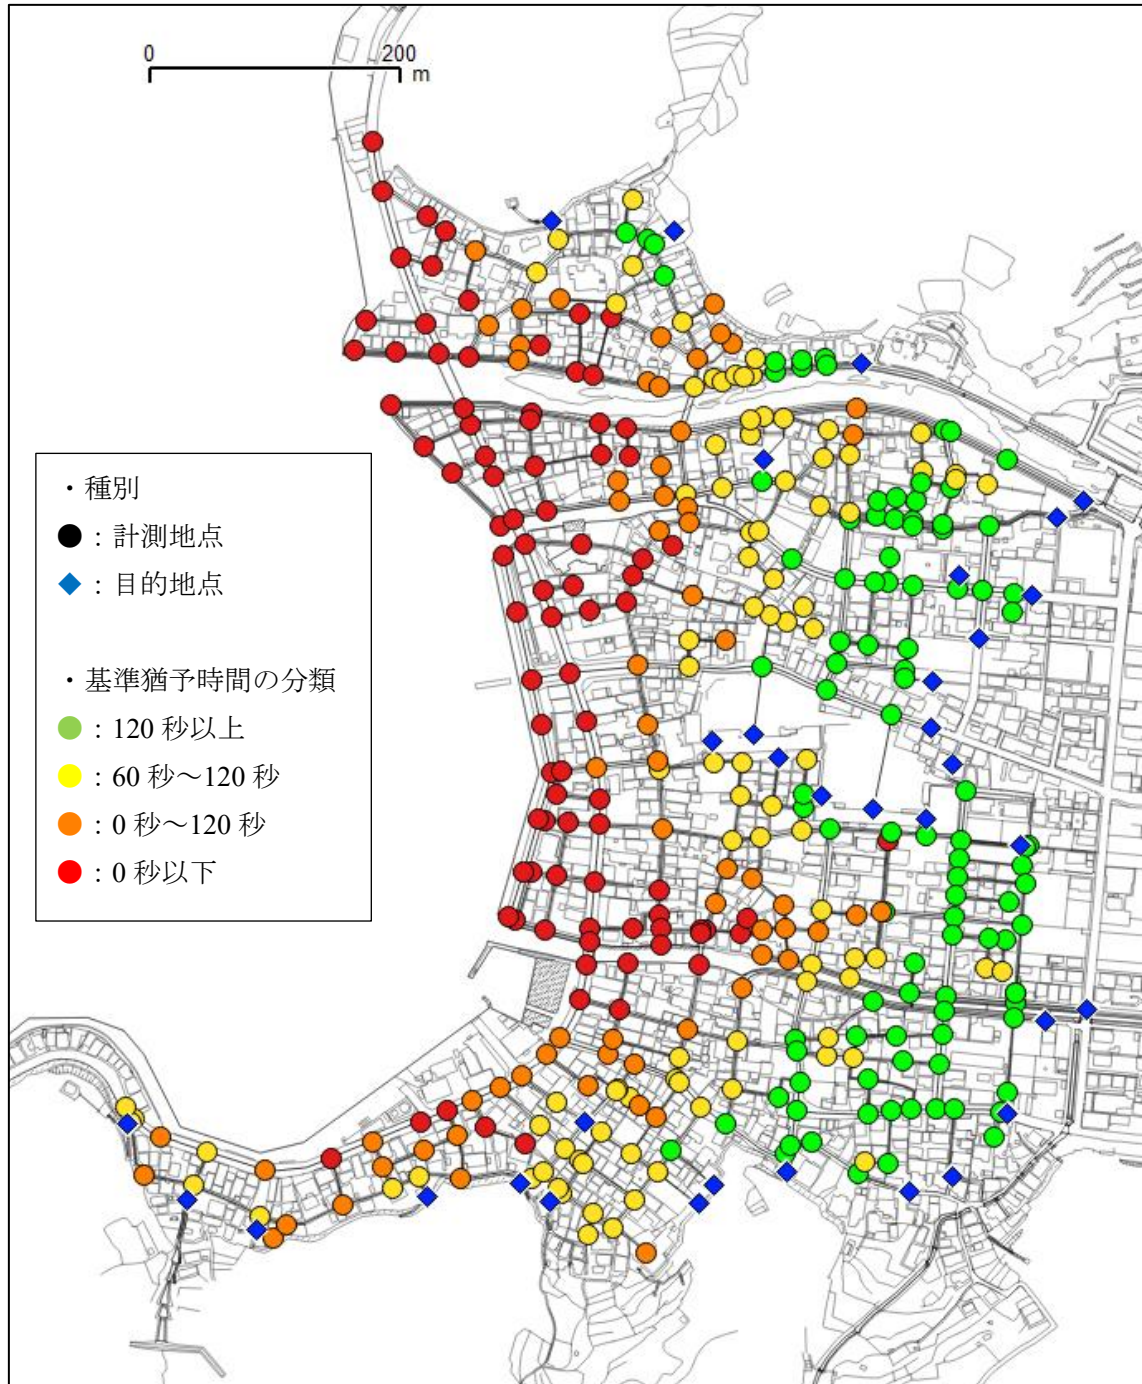 0 200
m
・種別
●：計測地点
◆：目的地点
・基準猶予時間の分類
●：120 秒以上
●：60 秒～120 秒
●：0 秒～120 秒
●：0 秒以下